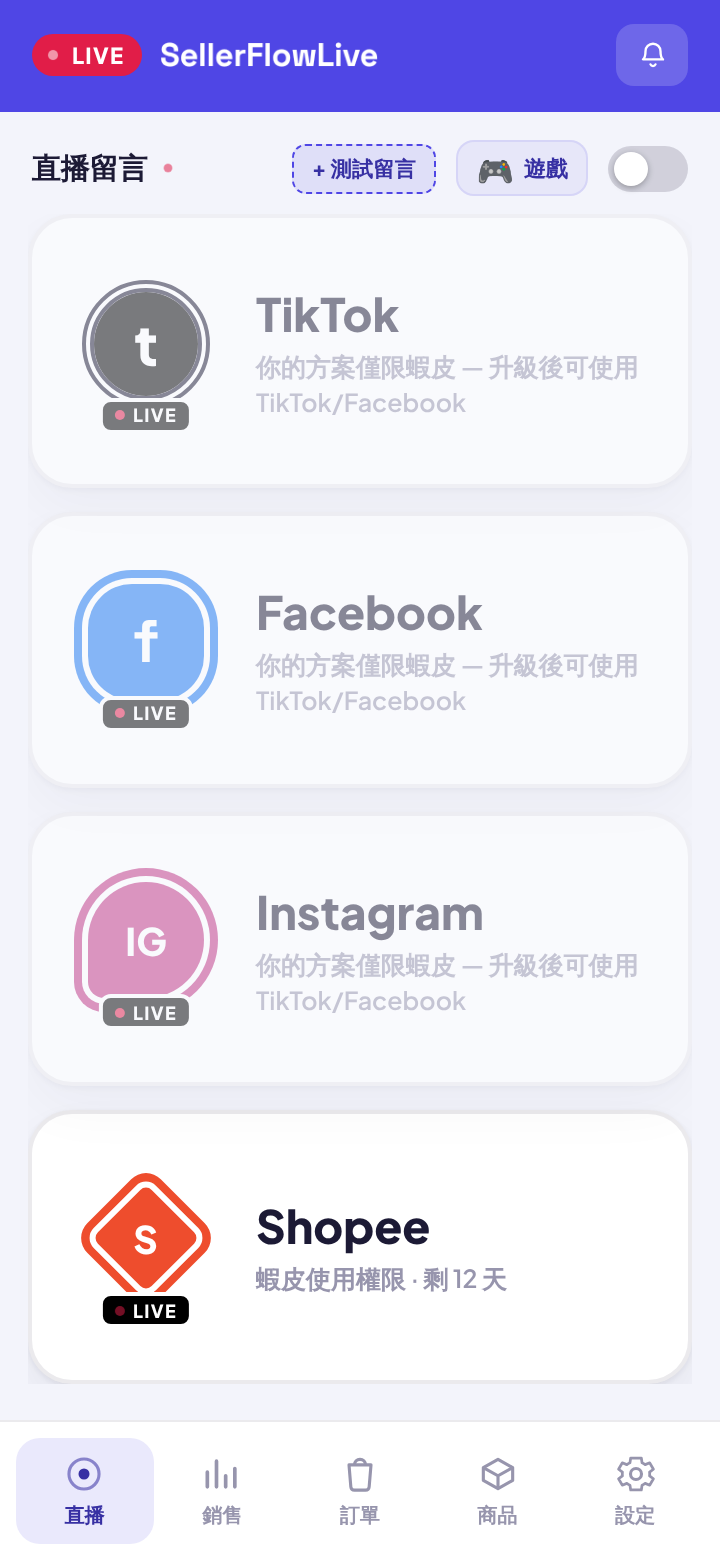 LIVE SellerFlowLive
直播留言 + 測試留言 遊戲
t
LIVE
TikTok
你的方案僅限蝦皮 — 升級後可使用
TikTok/Facebook
f
LIVE
Facebook
你的方案僅限蝦皮 — 升級後可使用
TikTok/Facebook
IG
LIVE
Instagram
你的方案僅限蝦皮 — 升級後可使用
TikTok/Facebook
S
LIVE
Shopee
蝦皮使用權限 · 剩 12 天
直播 銷售 訂單 商品 設定